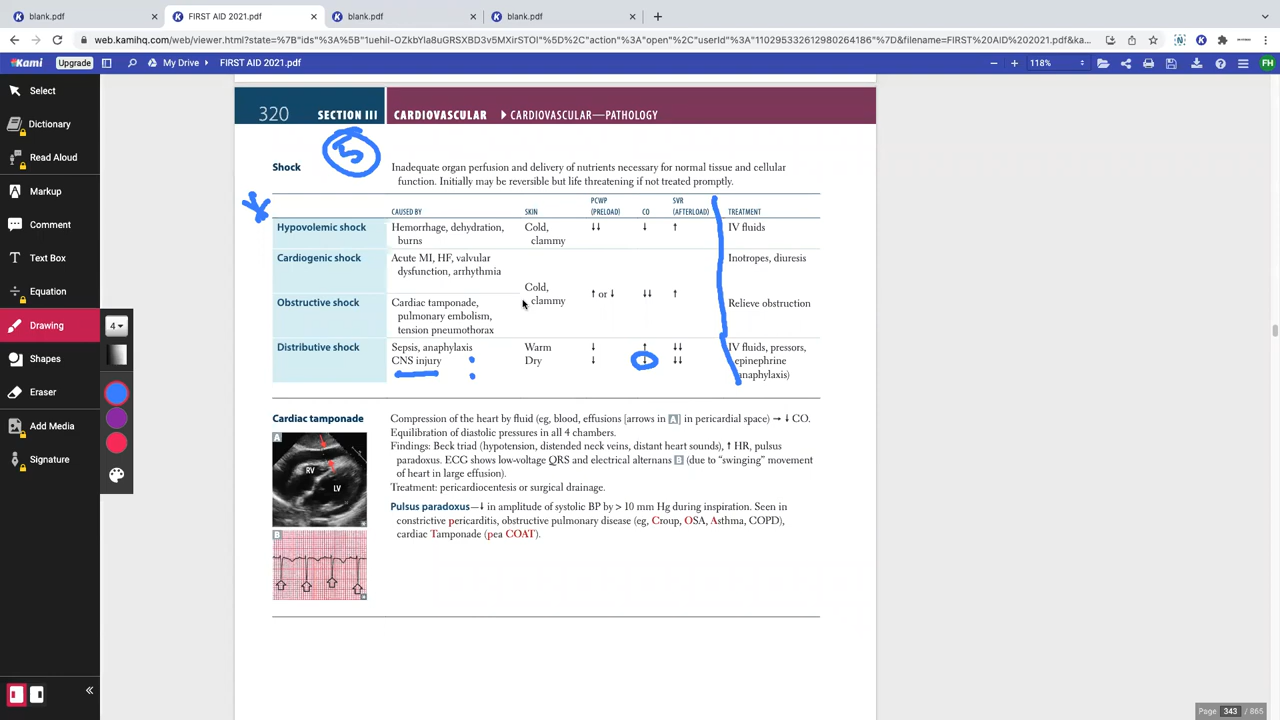 blank.pdf
FIRST AID 2021.pdf
blank.pdf
blank.pdf
web.kamihq.com/web/viewer.html?state=%7B"ids"%3A%5B"1uehiI-OZkbYIa8uGRSXBD3v5MXirSTOI"%5D%2C"action"%3A"open"%2C"userId"%3A"110295332612980264186"%7D&filename=FIRST%20AID%202021.pdf&ka...
Kami Upgrade My Drive FIRST AID 2021.pdf 118% FH
Select
Dictionary
Read Aloud
Markup
Comment
Text Box
Equation
Drawing
4
Shapes
Eraser
Add Media
Signature
320 SECTION III CARDIOVASCULAR ▶ CARDIOVASCULAR—PATHOLOGY
5
Shock Inadequate organ perfusion and delivery of nutrients necessary for normal tissue and cellular
function. Initially may be reversible but life threatening if not treated promptly.
CAUSED BY SKIN PCWP (PRELOAD) CO SVR (AFTERLOAD) TREATMENT
Hypovolemic shock Hemorrhage, dehydration, Cold, ↓↓ ↓ ↑ IV fluids
burns clammy
Cardiogenic shock Acute MI, HF, valvular Inotropes, diuresis
dysfunction, arrhythmia
Cold, clammy ↑ or ↓ ↓↓ ↑
Obstructive shock Cardiac tamponade, Relieve obstruction
pulmonary embolism,
tension pneumothorax
Distributive shock Sepsis, anaphylaxis Warm ↓ ↑ ↓↓ IV fluids, pressors,
CNS injury Dry ↓ ↓ ↓↓ epinephrine
anaphylaxis)
Cardiac tamponade Compression of the heart by fluid (eg, blood, effusions [arrows in A] in pericardial space) → ↓ CO.
Equilibration of diastolic pressures in all 4 chambers.
Findings: Beck triad (hypotension, distended neck veins, distant heart sounds), ↑ HR, pulsus
paradoxus. ECG shows low-voltage QRS and electrical alternans B (due to “swinging” movement
of heart in large effusion).
Treatment: pericardiocentesis or surgical drainage.
Pulsus paradoxus—↓ in amplitude of systolic BP by > 10 mm Hg during inspiration. Seen in
constrictive pericarditis, obstructive pulmonary disease (eg, Croup, OSA, Asthma, COPD),
cardiac Tamponade (pea COAT).
A
RV
LV
B
Page 343 / 865